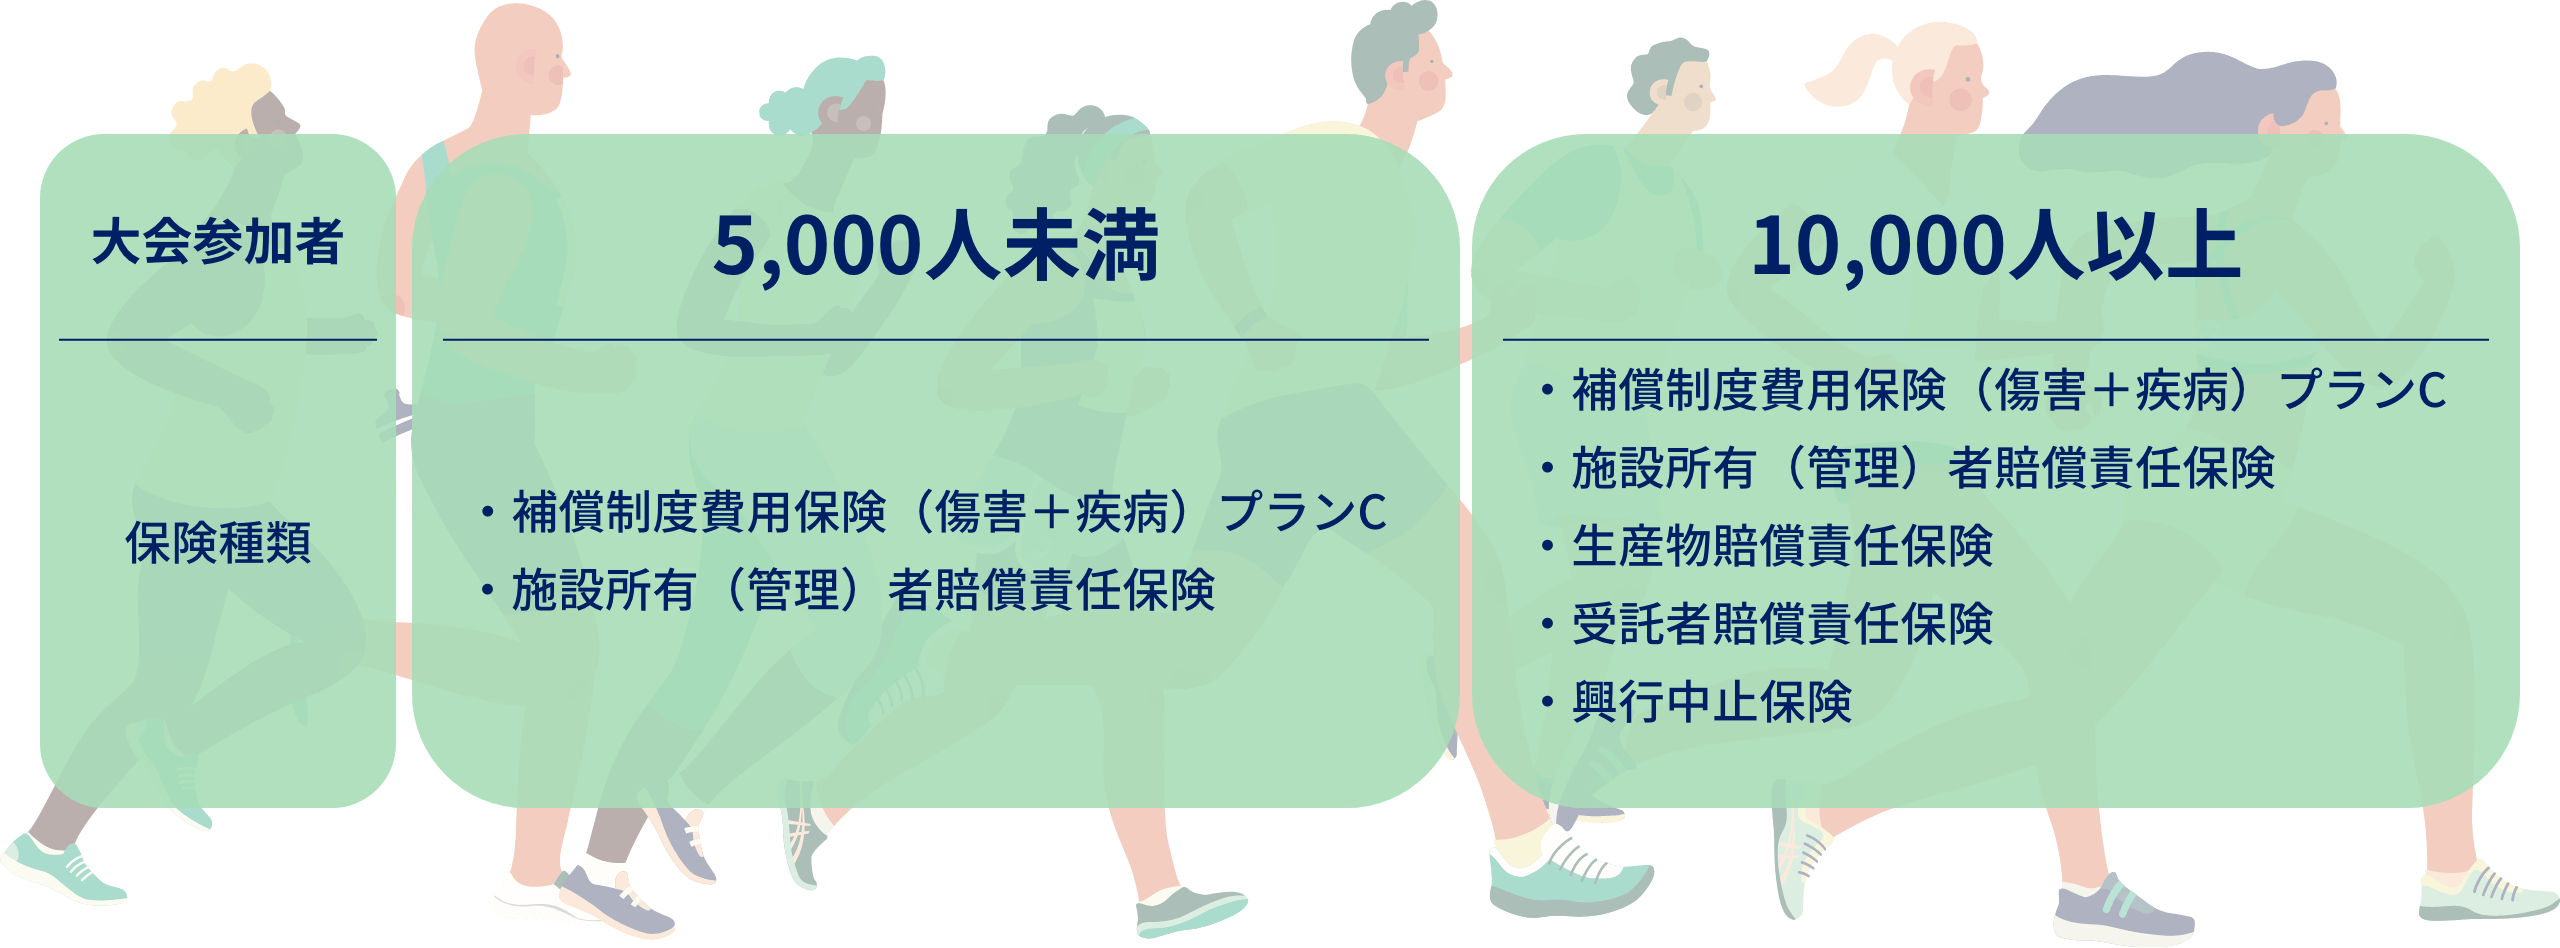 大会参加者
保険種類
5,000人未満
・補償制度費用保険（傷害＋疾病）プランC
・施設所有（管理）者賠償責任保険
10,000人以上
・補償制度費用保険（傷害＋疾病）プランC
・施設所有（管理）者賠償責任保険
・生産物賠償責任保険
・受託者賠償責任保険
・興行中止保険